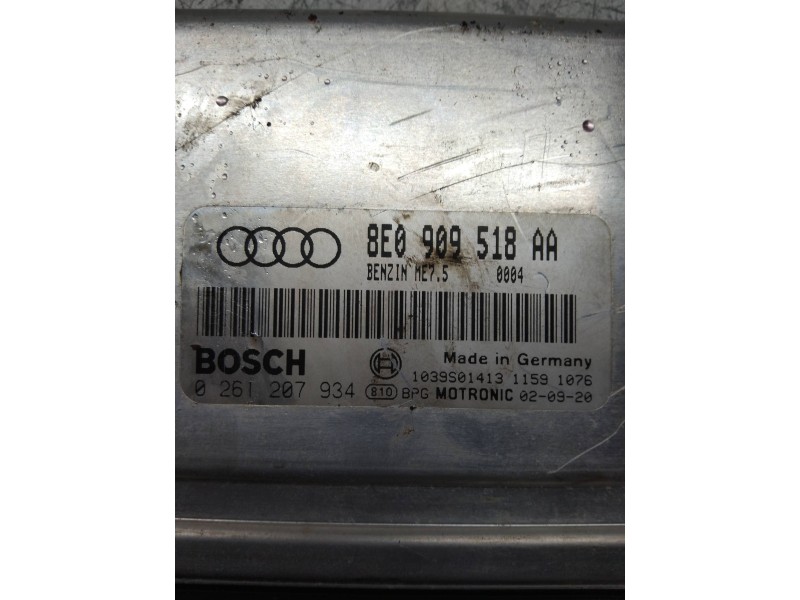 8E0 909 518 AA
BENZIN ME7.5 0004
BOSCH
Made in Germany
1039S01413 1159 1076
0 261 207 934 810 BPG MOTRONIC 02-09-20